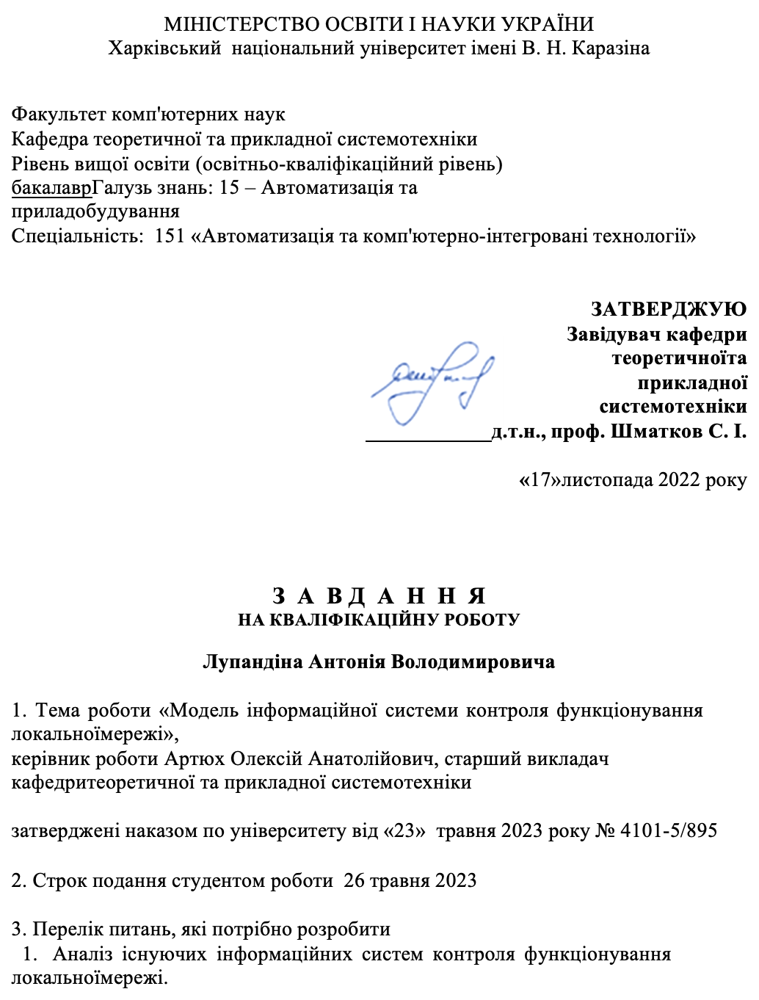 МІНІСТЕРСТВО ОСВІТИ І НАУКИ УКРАЇНИ
Харківський національний університет імені В. Н. Каразіна
Факультет комп'ютерних наук
Кафедра теоретичної та прикладної системотехніки
Рівень вищої освіти (освітньо-кваліфікаційний рівень)
бакалаврГалузь знань: 15 – Автоматизація та
приладобудування
Спеціальність: 151 «Автоматизація та комп'ютерно-інтегровані технології»
ЗАТВЕРДЖУЮ
Завідувач кафедри
теоретичноїта
прикладної
системотехніки
____________д.т.н., проф. Шматков С. І.
«17»листопада 2022 року
З А В Д А Н Н Я
НА КВАЛІФІКАЦІЙНУ РОБОТУ
Лупандіна Антонія Володимировича
1. Тема роботи «Модель інформаційної системи контроля функціонування
локальноїмережі»,
керівник роботи Артюх Олексій Анатолійович, старший викладач
кафедритеоретичної та прикладної системотехніки
затверджені наказом по університету від «23» травня 2023 року № 4101-5/895
2. Строк подання студентом роботи 26 травня 2023
3. Перелік питань, які потрібно розробити
1. Аналіз існуючих інформаційних систем контроля функціонування
локальноїмережі.